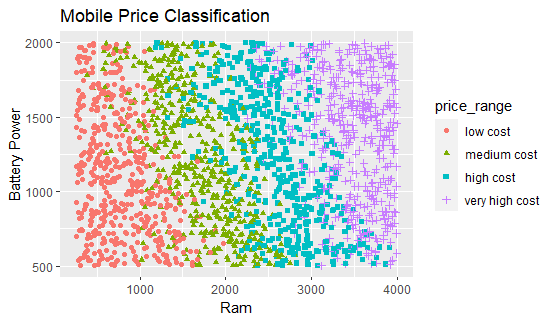 Mobile Price Classification
2000
1500
1000
500
Battery Power
1000
2000
3000
4000
Ram
price_range
low cost
medium cost
high cost
very high cost